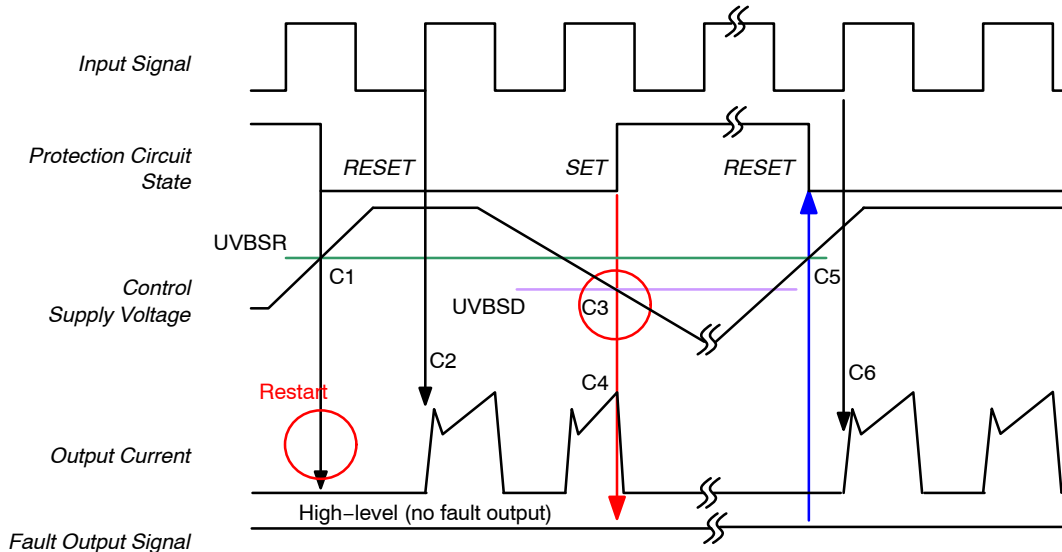 Input Signal
Protection Circuit
State
RESET
SET
RESET
UVBSR
C1
C5
Control
Supply Voltage
UVBSD
C3
C2
C6
Restart
C4
Output Current
High−level (no fault output)
Fault Output Signal